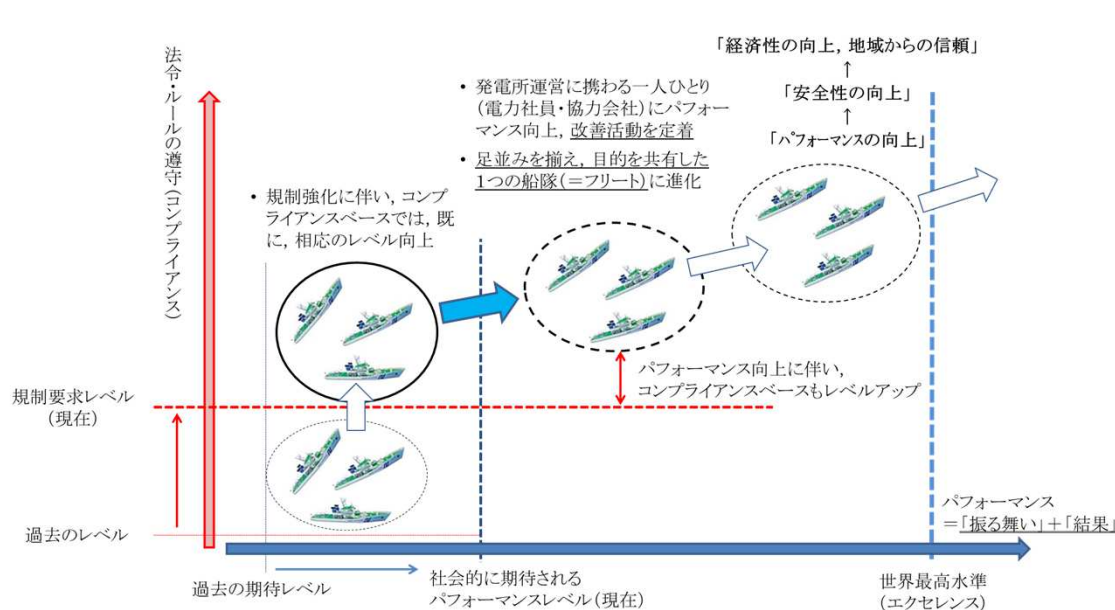 法令・ルールの遵守(コンプライアンス)
「経済性の向上，地域からの信頼」
↑
「安全性の向上」
↑
「パフォーマンスの向上」
• 発電所運営に携わる一人ひとり
(電力社員・協力会社)にパフォー
マンス向上，改善活動を定着
• 足並みを揃え，目的を共有した
1つの船隊(＝フリート)に進化
• 規制強化に伴い，コンプ
ライアンスベースでは，既
に，相応のレベル向上
パフォーマンス向上に伴い，
コンプライアンスベースもレベルアップ
規制要求レベル
(現在)
過去のレベル
パフォーマンス
＝「振る舞い」＋「結果」
過去の期待レベル
社会的に期待される
パフォーマンスレベル(現在)
世界最高水準
(エクセレンス)